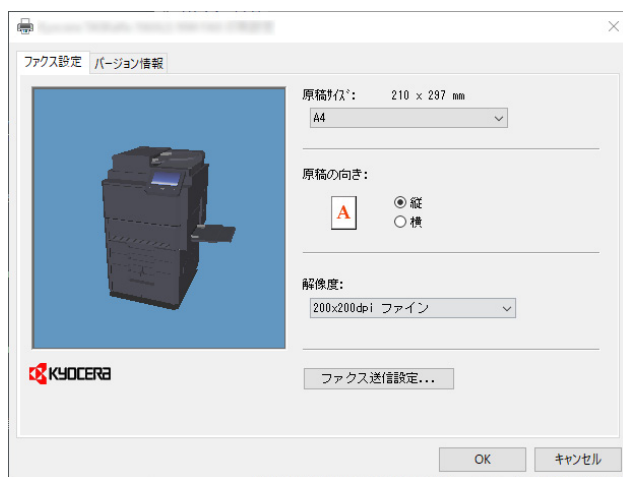 ファクス設定 バージョン情報
原稿ｻｲｽﾞ: 210 x 297 mm
A4
原稿の向き:
A
縦
横
解像度:
200x200dpi ファイン
KYOCERA
ファクス送信設定...
OK キャンセル